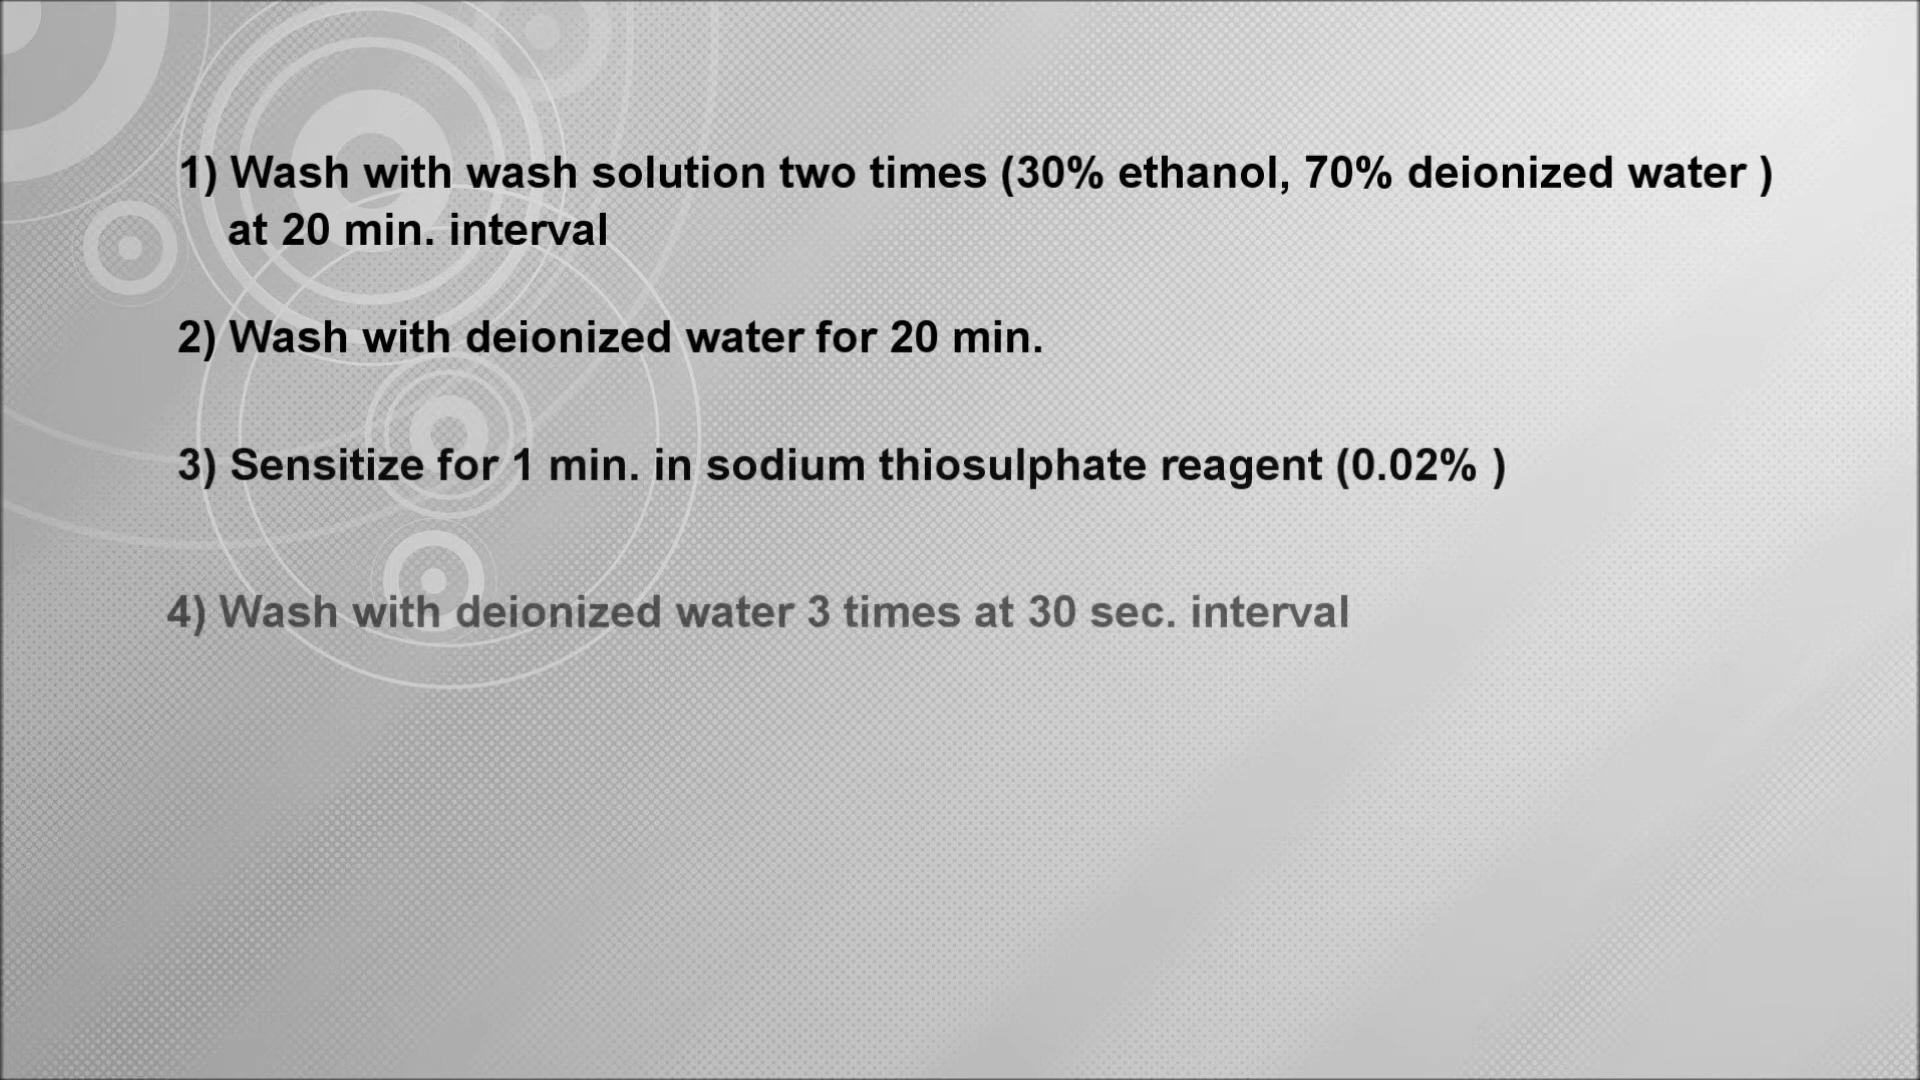 1) Wash with wash solution two times (30% ethanol, 70% deionized water )
at 20 min. interval
2) Wash with deionized water for 20 min.
3) Sensitize for 1 min. in sodium thiosulphate reagent (0.02% )
4) Wash with deionized water 3 times at 30 sec. interval